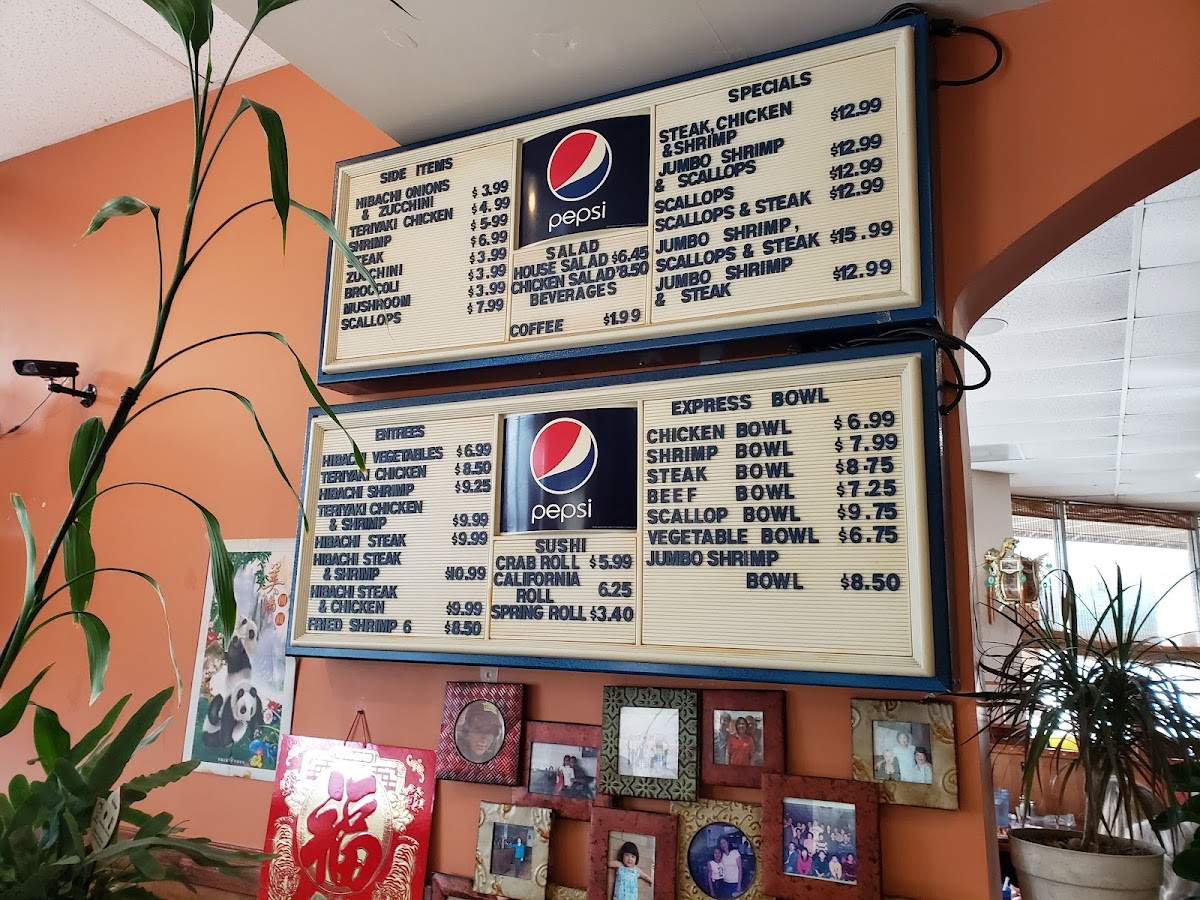 SIDE ITEMS
HIBACHI ONIONS
& ZUCCHINI $3.99
TERIYAKI CHICKEN $4.99
SHRIMP $5.99
STEAK $6.99
ZUCCHINI $3.99
BROCCOLI $3.99
MUSHROOM $3.99
SCALLOPS $7.99
pepsi
SALAD
HOUSE SALAD $6.45
CHICKEN SALAD $8.50
BEVERAGES
COFFEE $1.99
SPECIALS
STEAK, CHICKEN $12.99
& SHRIMP
JUMBO SHRIMP $12.99
& SCALLOPS
SCALLOPS $12.99
SCALLOPS & STEAK $12.99
JUMBO SHRIMP,
SCALLOPS & STEAK $15.99
JUMBO SHRIMP
& STEAK $12.99
ENTREES
HIBACHI VEGETABLES $6.99
TERIYAKI CHICKEN $8.50
HIBACHI SHRIMP $9.25
TERIYAKI CHICKEN
& SHRIMP $9.99
HIBACHI STEAK $9.99
HIBACHI STEAK
& SHRIMP $10.99
HIBACHI STEAK
& CHICKEN $9.99
FRIED SHRIMP 6 $8.50
pepsi
SUSHI
CRAB ROLL $5.99
CALIFORNIA
ROLL 6.25
SPRING ROLL $3.40
EXPRESS BOWL
CHICKEN BOWL $6.99
SHRIMP BOWL $7.99
STEAK BOWL $8.75
BEEF BOWL $7.25
SCALLOP BOWL $9.75
VEGETABLE BOWL $6.75
JUMBO SHRIMP
BOWL $8.50
福